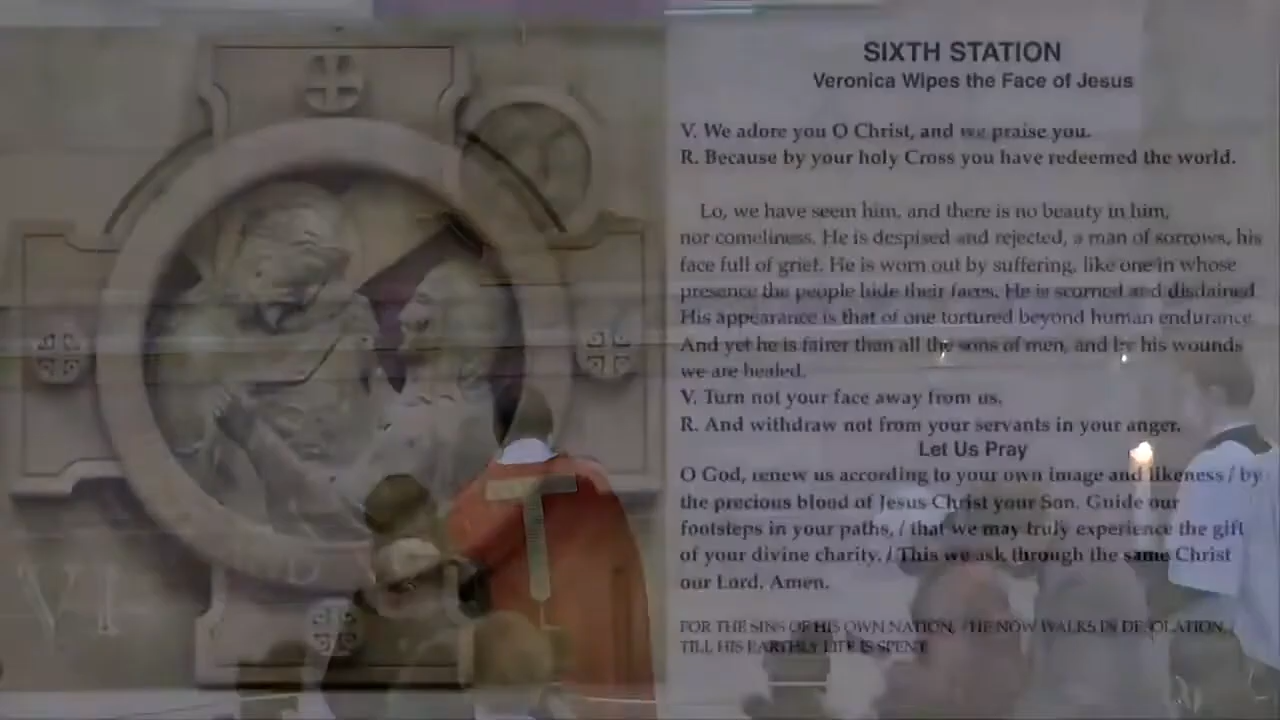 SIXTH STATION
Veronica Wipes the Face of Jesus
V. We adore you O Christ, and we praise you.
R. Because by your holy Cross you have redeemed the world.
Lo, we have seem him, and there is no beauty in him,
nor comeliness. He is despised and rejected, a man of sorrows, his
face full of grief. He is worn out by suffering, like one in whose
presence the people hide their faces. He is scorned and disdained.
His appearance is that of one tortured beyond human endurance.
And yet he is fairer than all the sons of men, and by his wounds
we are healed.
V. Turn not your face away from us.
R. And withdraw not from your servants in your anger.
Let Us Pray
O God, renew us according to your own image and likeness / by
the precious blood of Jesus Christ your Son. Guide our
footsteps in your paths, / that we may truly experience the gift
of your divine charity. / This we ask through the same Christ
our Lord. Amen.
FOR THE SINS OF HIS OWN NATION, / HE NOW WALKS IN DESOLATION, /
TILL HIS EARTHLY LIFE IS SPENT
VI